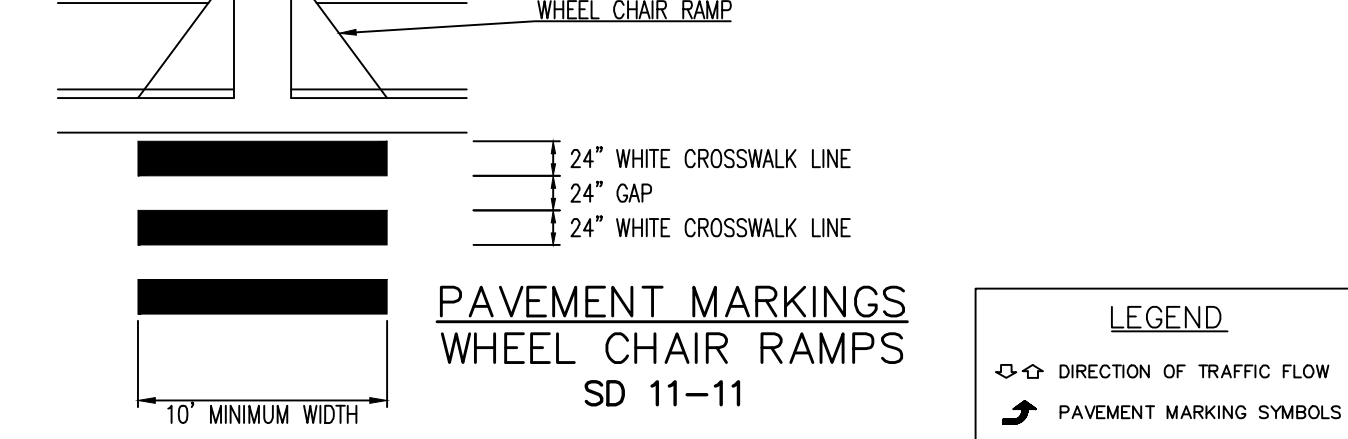 WHEEL CHAIR RAMP
24" WHITE CROSSWALK LINE
24" GAP
24" WHITE CROSSWALK LINE
PAVEMENT MARKINGS
WHEEL CHAIR RAMPS
SD 11-11
10' MINIMUM WIDTH
LEGEND
DIRECTION OF TRAFFIC FLOW
PAVEMENT MARKING SYMBOLS